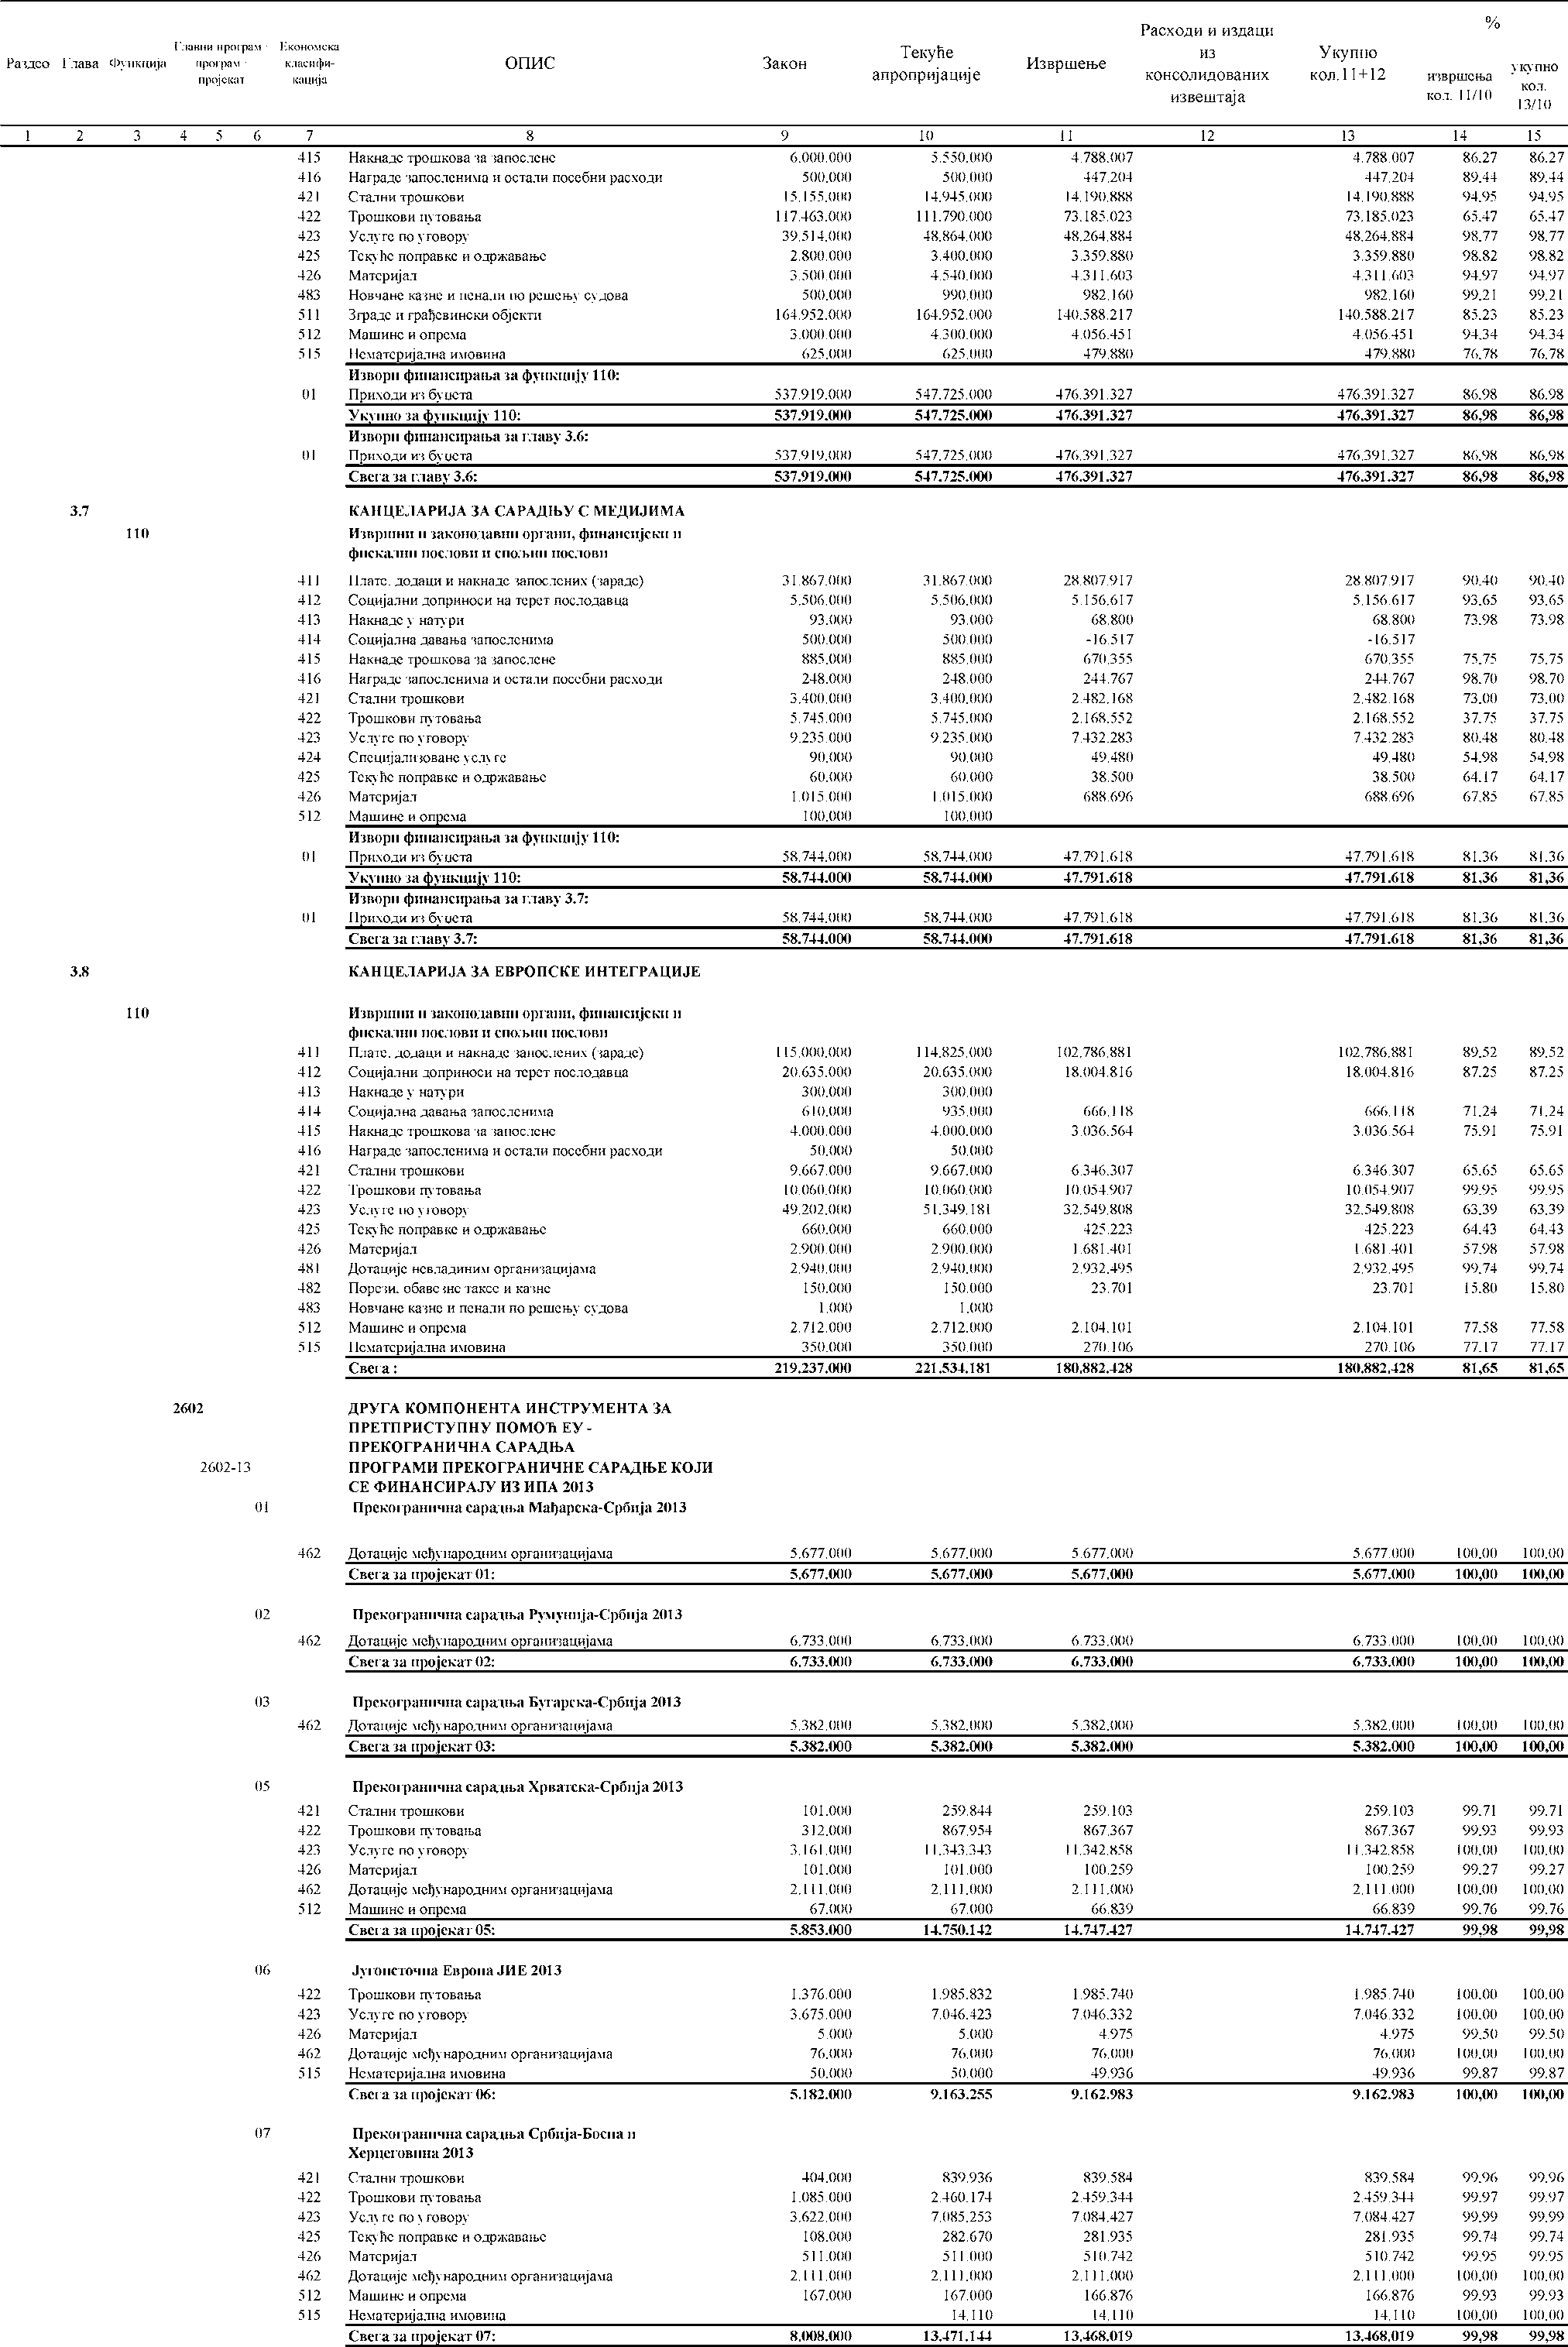 Раздео Глава Функција Главни програм - програм - пројекат Економска класифи-кација ОПИС Закон Текуће апропријације Извршење Расходи и издаци из консолидованих извештаја Укупно кол.11+12 % извршења кол. 11/10 укупно кол. 13/10
1 2 3 4 5 6 7 8 9 10 11 12 13 14 15
415 Накнаде трошкова за запослене 6.000.000 5.550.000 4.788.007 4.788.007 86,27 86,27
416 Награде запосленима и остали посебни расходи 500.000 500.000 447.204 447.204 89,44 89,44
421 Стални трошкови 15.155.000 14.945.000 14.190.888 14.190.888 94,95 94,95
422 Трошкови путовања 117.463.000 111.790.000 73.185.023 73.185.023 65,47 65,47
423 Услуге по уговору 39.514.000 48.864.000 48.264.884 48.264.884 98,77 98,77
425 Текуће поправке и одржавање 2.800.000 3.400.000 3.359.880 3.359.880 98,82 98,82
426 Материјал 3.500.000 4.540.000 4.311.603 4.311.603 94,97 94,97
483 Новчане казне и пенали по решењу судова 500.000 990.000 982.160 982.160 99,21 99,21
511 Зграде и грађевински објекти 164.952.000 164.952.000 140.588.217 140.588.217 85,23 85,23
512 Машине и опрема 3.000.000 4.300.000 4.056.451 4.056.451 94,34 94,34
515 Нематеријална имовина 625.000 625.000 479.880 479.880 76,78 76,78
Извори финансирања за функцију 110:
01 Приходи из буџета 537.919.000 547.725.000 476.391.327 476.391.327 86,98 86,98
Укупно за функцију 110: 537.919.000 547.725.000 476.391.327 476.391.327 86,98 86,98
Извори финансирања за главу 3.6:
01 Приходи из буџета 537.919.000 547.725.000 476.391.327 476.391.327 86,98 86,98
Свега за главу 3.6: 537.919.000 547.725.000 476.391.327 476.391.327 86,98 86,98
3.7 КАНЦЕЛАРИЈА ЗА САРАДЊУ С МЕДИЈИМА
110 Извршни и законодавни органи, финансијски и
фискални послови и спољни послови
411 Плате, додаци и накнаде запослених (зараде) 31.867.000 31.867.000 28.807.917 28.807.917 90,40 90,40
412 Социјални доприноси на терет послодавца 5.506.000 5.506.000 5.156.617 5.156.617 93,65 93,65
413 Накнаде у натури 93.000 93.000 68.800 68.800 73,98 73,98
414 Социјална давања запосленима 500.000 500.000 -16.517 -16.517
415 Накнаде трошкова за запослене 885.000 885.000 670.355 670.355 75,75 75,75
416 Награде запосленима и остали посебни расходи 248.000 248.000 244.767 244.767 98,70 98,70
421 Стални трошкови 3.400.000 3.400.000 2.482.168 2.482.168 73,00 73,00
422 Трошкови путовања 5.745.000 5.745.000 2.168.552 2.168.552 37,75 37,75
423 Услуге по уговору 9.235.000 9.235.000 7.432.283 7.432.283 80,48 80,48
424 Специјализоване услуге 90.000 90.000 49.480 49.480 54,98 54,98
425 Текуће поправке и одржавање 60.000 60.000 38.500 38.500 64,17 64,17
426 Материјал 1.015.000 1.015.000 688.696 688.696 67,85 67,85
512 Машине и опрема 100.000 100.000
Извори финансирања за функцију 110:
01 Приходи из буџета 58.744.000 58.744.000 47.791.618 47.791.618 81,36 81,36
Укупно за функцију 110: 58.744.000 58.744.000 47.791.618 47.791.618 81,36 81,36
Извори финансирања за главу 3.7:
01 Приходи из буџета 58.744.000 58.744.000 47.791.618 47.791.618 81,36 81,36
Свега за главу 3.7: 58.744.000 58.744.000 47.791.618 47.791.618 81,36 81,36
3.8 КАНЦЕЛАРИЈА ЗА ЕВРОПСКЕ ИНТЕГРАЦИЈЕ
110 Извршни и законодавни органи, финансијски и
фискални послови и спољни послови
411 Плате, додаци и накнаде запослених (зараде) 115.000.000 114.825.000 102.786.881 102.786.881 89,52 89,52
412 Социјални доприноси на терет послодавца 20.635.000 20.635.000 18.004.816 18.004.816 87,25 87,25
413 Накнаде у натури 300.000 300.000
414 Социјална давања запосленима 610.000 935.000 666.118 666.118 71,24 71,24
415 Накнаде трошкова за запослене 4.000.000 4.000.000 3.036.564 3.036.564 75,91 75,91
416 Награде запосленима и остали посебни расходи 50.000 50.000
421 Стални трошкови 9.667.000 9.667.000 6.346.307 6.346.307 65,65 65,65
422 Трошкови путовања 10.060.000 10.060.000 10.054.907 10.054.907 99,95 99,95
423 Услуге по уговору 49.202.000 51.349.181 32.549.808 32.549.808 63,39 63,39
425 Текуће поправке и одржавање 660.000 660.000 425.223 425.223 64,43 64,43
426 Материјал 2.900.000 2.900.000 1.681.401 1.681.401 57,98 57,98
481 Дотације невладиним организацијама 2.940.000 2.940.000 2.932.495 2.932.495 99,74 99,74
482 Порези, обавезне таксе и казне 150.000 150.000 23.701 23.701 15,80 15,80
483 Новчане казне и пенали по решењу судова 1.000 1.000
512 Машине и опрема 2.712.000 2.712.000 2.104.101 2.104.101 77,58 77,58
515 Нематеријална имовина 350.000 350.000 270.106 270.106 77,17 77,17
Свега : 219.237.000 221.534.181 180.882.428 180.882.428 81,65 81,65
2602 ДРУГА КОМПОНЕНТА ИНСТРУМЕНТА ЗА
ПРЕТПРИСТУПНУ ПОМОЋ ЕУ -
ПРЕКОГРАНИЧНА САРАДЊА
2602-13 ПРОГРАМИ ПРЕКОГРАНИЧНЕ САРАДЊЕ КОЈИ
СЕ ФИНАНСИРАЈУ ИЗ ИПА 2013
01 Прекогранична сарадња Мађарска-Србија 2013
462 Дотације међународним организацијама 5.677.000 5.677.000 5.677.000 5.677.000 100,00 100,00
Свега за пројекат 01: 5.677.000 5.677.000 5.677.000 5.677.000 100,00 100,00
02 Прекогранична сарадња Румунија-Србија 2013
462 Дотације међународним организацијама 6.733.000 6.733.000 6.733.000 6.733.000 100,00 100,00
Свега за пројекат 02: 6.733.000 6.733.000 6.733.000 6.733.000 100,00 100,00
03 Прекогранична сарадња Бугарска-Србија 2013
462 Дотације међународним организацијама 5.382.000 5.382.000 5.382.000 5.382.000 100,00 100,00
Свега за пројекат 03: 5.382.000 5.382.000 5.382.000 5.382.000 100,00 100,00
05 Прекогранична сарадња Хрватска-Србија 2013
421 Стални трошкови 101.000 259.844 259.103 259.103 99,71 99,71
422 Трошкови путовања 312.000 867.954 867.367 867.367 99,93 99,93
423 Услуге по уговору 3.161.000 11.343.343 11.342.858 11.342.858 100,00 100,00
426 Материјал 101.000 101.000 100.259 100.259 99,27 99,27
462 Дотације међународним организацијама 2.111.000 2.111.000 2.111.000 2.111.000 100,00 100,00
512 Машине и опрема 67.000 67.000 66.839 66.839 99,76 99,76
Свега за пројекат 05: 5.853.000 14.750.142 14.747.427 14.747.427 99,98 99,98
06 Југоисточна Европа ЈИЕ 2013
422 Трошкови путовања 1.376.000 1.985.832 1.985.740 1.985.740 100,00 100,00
423 Услуге по уговору 3.675.000 7.046.423 7.046.332 7.046.332 100,00 100,00
426 Материјал 5.000 5.000 4.975 4.975 99,50 99,50
462 Дотације међународним организацијама 76.000 76.000 76.000 76.000 100,00 100,00
515 Нематеријална имовина 50.000 50.000 49.936 49.936 99,87 99,87
Свега за пројекат 06: 5.182.000 9.163.255 9.162.983 9.162.983 100,00 100,00
07 Прекогранична сарадња Србија-Босна и
Херцеговина 2013
421 Стални трошкови 404.000 839.936 839.584 839.584 99,96 99,96
422 Трошкови путовања 1.085.000 2.460.174 2.459.344 2.459.344 99,97 99,97
423 Услуге по уговору 3.622.000 7.085.253 7.084.427 7.084.427 99,99 99,99
425 Текуће поправке и одржавање 108.000 282.670 281.935 281.935 99,74 99,74
426 Материјал 511.000 511.000 510.742 510.742 99,95 99,95
462 Дотације међународним организацијама 2.111.000 2.111.000 2.111.000 2.111.000 100,00 100,00
512 Машине и опрема 167.000 167.000 166.876 166.876 99,93 99,93
515 Нематеријална имовина 14.110 14.110 14.110 100,00 100,00
Свега за пројекат 07: 8.008.000 13.471.144 13.468.019 13.468.019 99,98 99,98